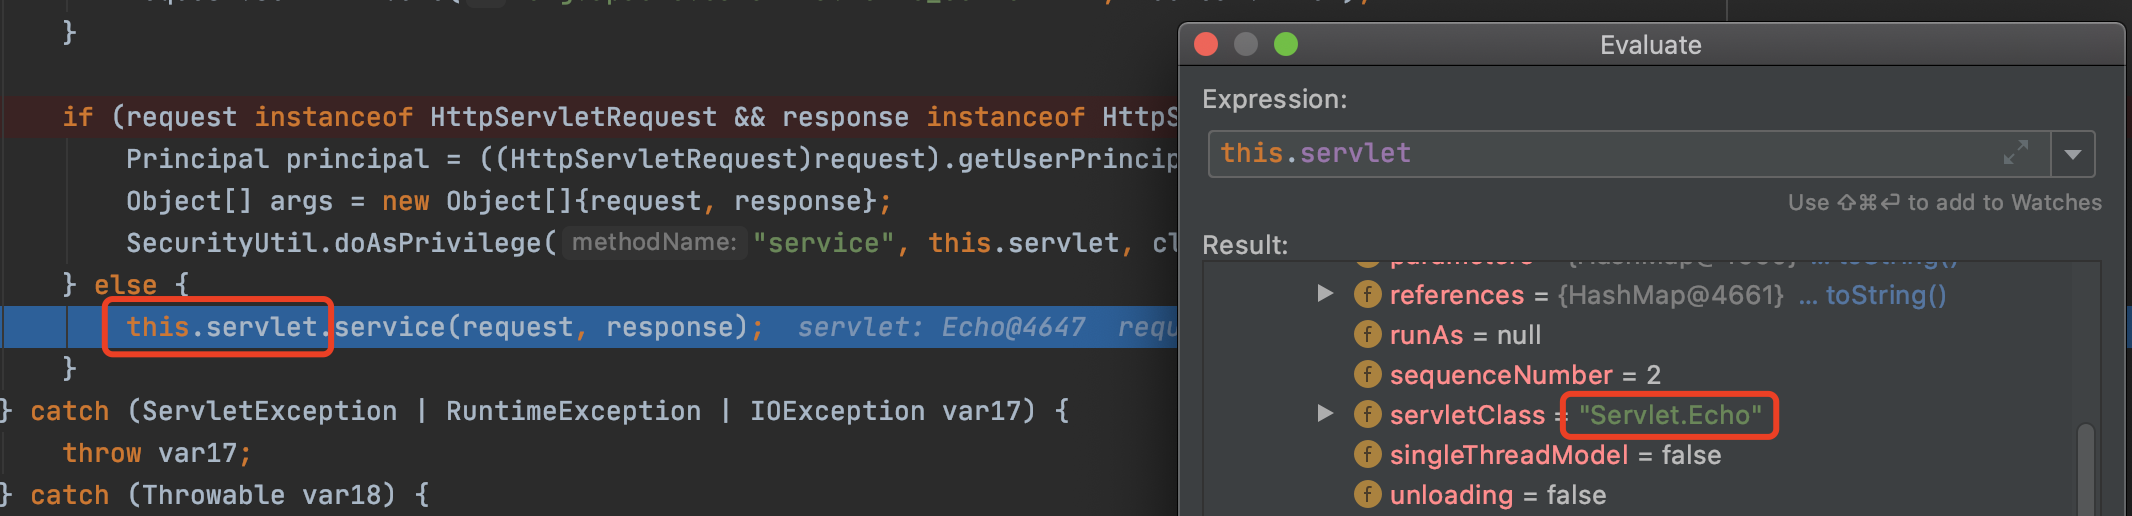 }
if (request instanceof HttpServletRequest && response instanceof HttpS
Principal principal = ((HttpServletRequest)request).getUserPrincip
Object[] args = new Object[]{request, response};
SecurityUtil.doAsPrivilege( methodName: "service", this.servlet, cl
} else {
this.servlet.service(request, response); servlet: Echo@4647 requ
}
} catch (ServletException | RuntimeException | IOException var17) {
throw var17;
} catch (Throwable var18) {
Evaluate
Expression:
this.servlet
Use ⇧⌘↩ to add to Watches
Result:
parameters
toString()
references = {HashMap@4661} ... toString()
runAs = null
sequenceNumber = 2
servletClass = "Servlet.Echo"
singleThreadModel = false
unloading = false